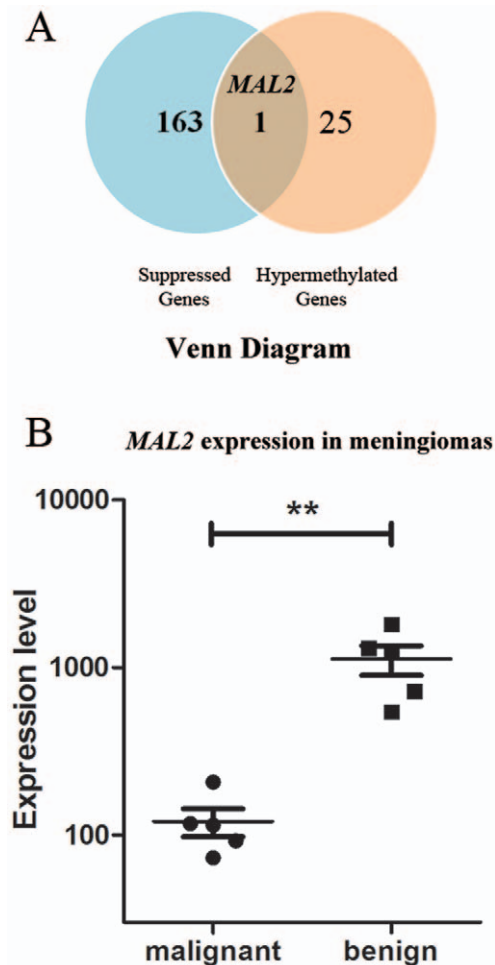 A
MAL2
163 1 25
Suppressed Hypermethylated
Genes Genes
Venn Diagram
B
MAL2 expression in meningiomas
10000
**
1000
100
Expression level
malignant benign